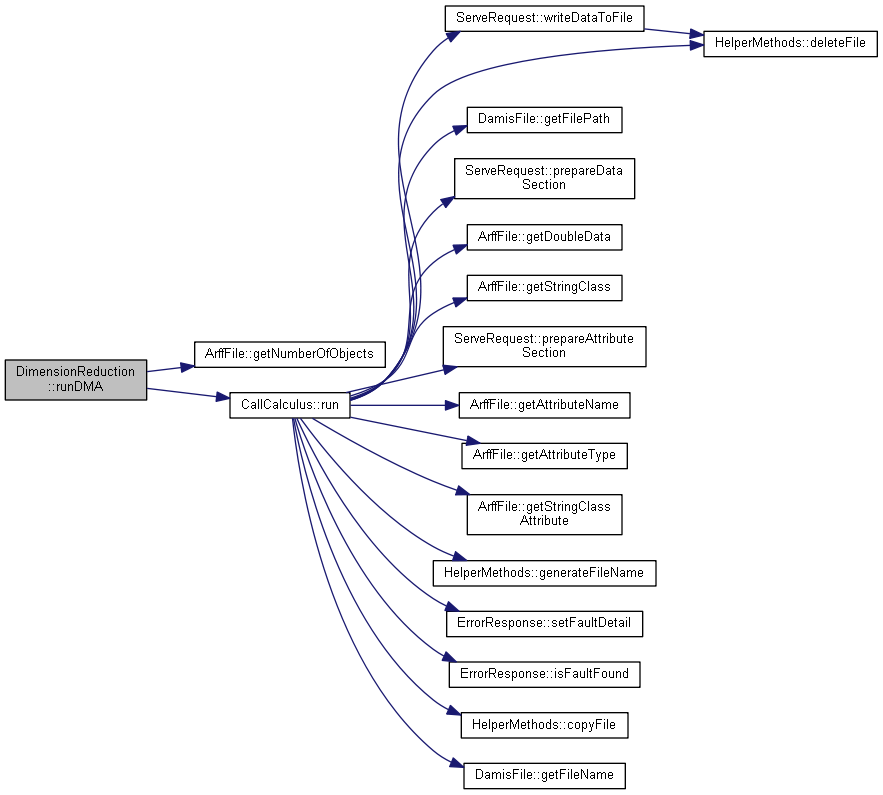 ServeRequest::writeDataToFile
HelperMethods::deleteFile
DamisFile::getFilePath
ServeRequest::prepareData
Section
ArffFile::getDoubleData
ArffFile::getStringClass
ServeRequest::prepareAttribute
Section
ArffFile::getNumberOfObjects
DimensionReduction
::runDMA
CallCalculus::run
ArffFile::getAttributeName
ArffFile::getAttributeType
ArffFile::getStringClass
Attribute
HelperMethods::generateFileName
ErrorResponse::setFaultDetail
ErrorResponse::isFaultFound
HelperMethods::copyFile
DamisFile::getFileName